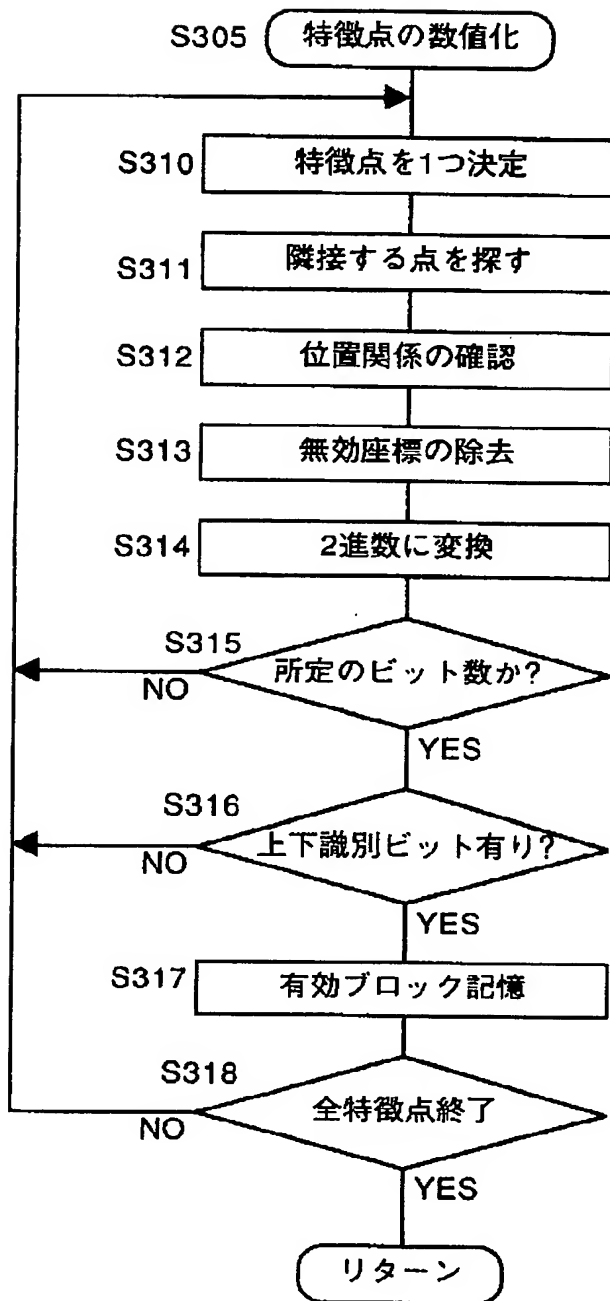 S305 特徴点の数値化
S310 特徴点を1つ決定
S311 隣接する点を探す
S312 位置関係の確認
S313 無効座標の除去
S314 2進数に変換
S315
所定のビット数か?
NO
YES
S316
上下識別ビット有り?
NO
YES
S317 有効ブロック記憶
S318
全特徴点終了
NO
YES
リターン